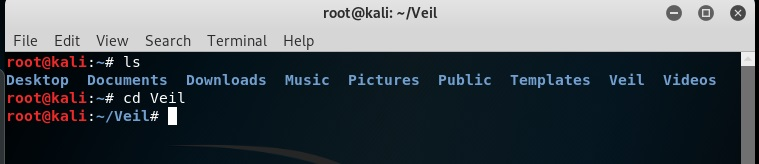 root@kali: ~/Veil
File Edit View Search Terminal Help
root@kali:~# ls
Desktop Documents Downloads Music Pictures Public Templates Veil Videos
root@kali:~# cd Veil
root@kali:~/Veil#